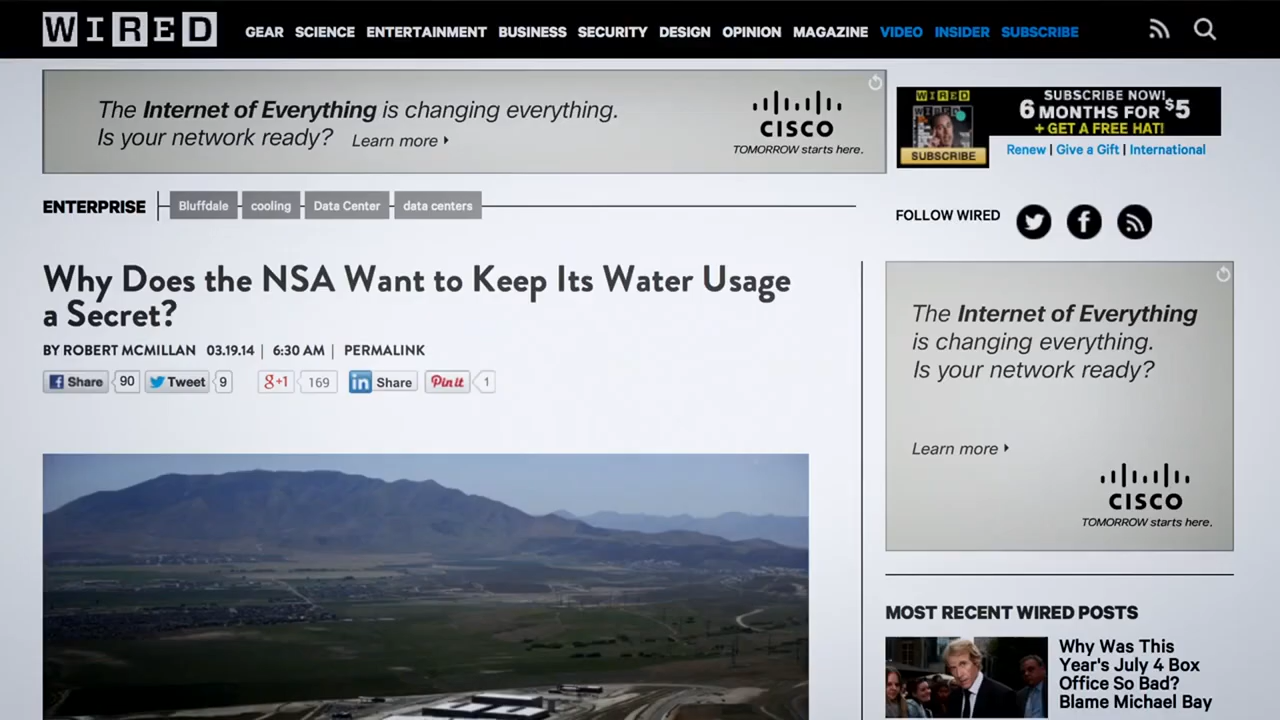 WIRED
GEAR SCIENCE ENTERTAINMENT BUSINESS SECURITY DESIGN OPINION MAGAZINE VIDEO INSIDER SUBSCRIBE
The Internet of Everything is changing everything.
Is your network ready? Learn more
CISCO
TOMORROW starts here.
WIRED
SUBSCRIBE
SUBSCRIBE NOW!
6 MONTHS FOR $5
+ GET A FREE HAT!
Renew | Give a Gift | International
ENTERPRISE
Bluffdale cooling Data Center data centers
FOLLOW WIRED
Why Does the NSA Want to Keep Its Water Usage
a Secret?
BY ROBERT MCMILLAN 03.19.14 | 6:30 AM | PERMALINK
Share 90 Tweet 9 g+1 169 in Share Pin it 1
The Internet of Everything
is changing everything.
Is your network ready?
Learn more
CISCO
TOMORROW starts here.
MOST RECENT WIRED POSTS
Why Was This
Year's July 4 Box
Office So Bad?
Blame Michael Bay